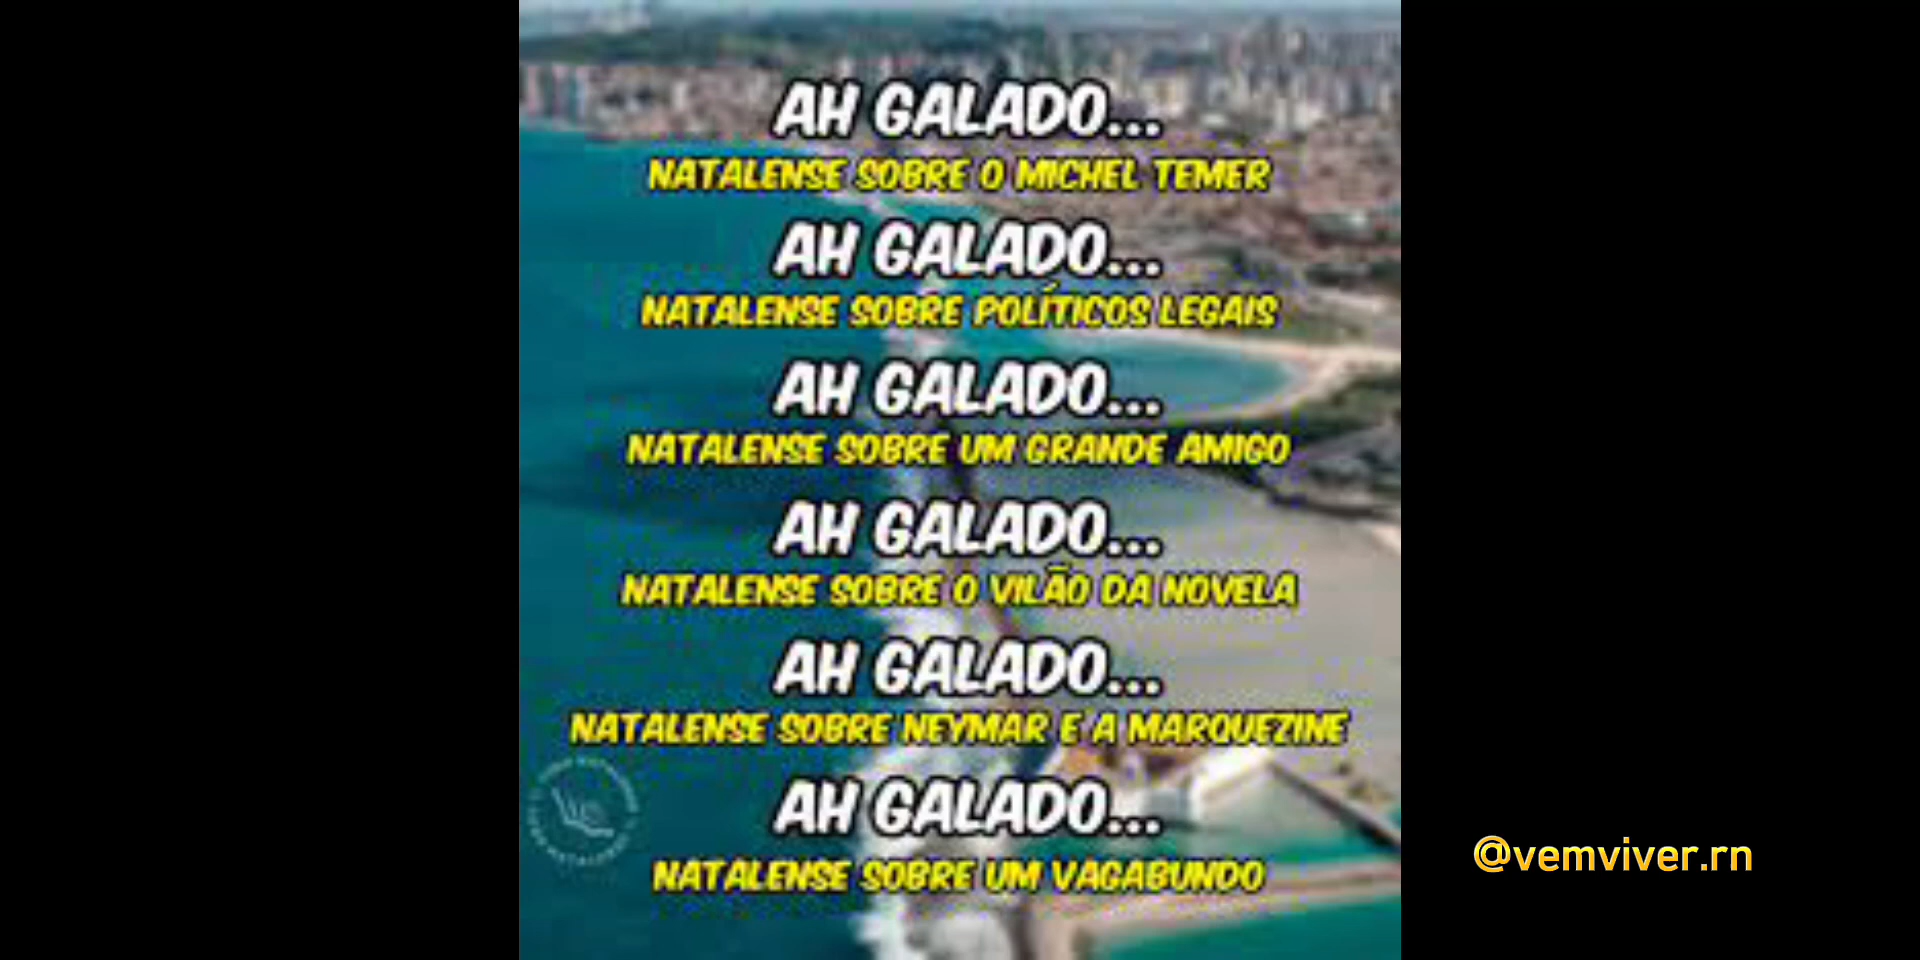 AH GALADO...
NATALENSE SOBRE O MICHEL TEMER
AH GALADO...
NATALENSE SOBRE POLÍTICOS LEGAIS
AH GALADO...
NATALENSE SOBRE UM GRANDE AMIGO
AH GALADO...
NATALENSE SOBRE O VILÃO DA NOVELA
AH GALADO...
NATALENSE SOBRE NEYMAR E A MARQUEZINE
AH GALADO...
NATALENSE SOBRE UM VAGABUNDO
@vemviver.rn